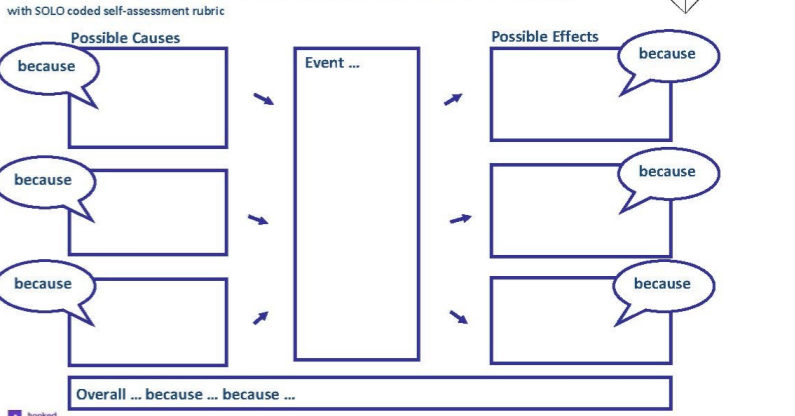 with SOLO coded self-assessment rubric
Possible Causes
Possible Effects
because
Event ...
because
because
because
because
because
Overall ... because ... because ...
hooked